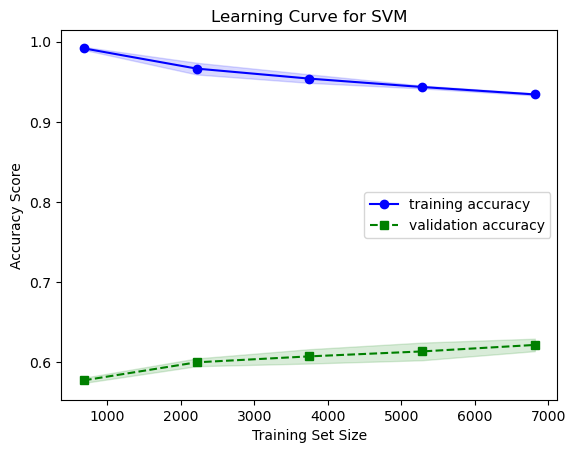 Learning Curve for SVM
1.0
0.9
0.8
0.7
0.6
Accuracy Score
training accuracy
validation accuracy
1000 2000 3000 4000 5000 6000 7000
Training Set Size